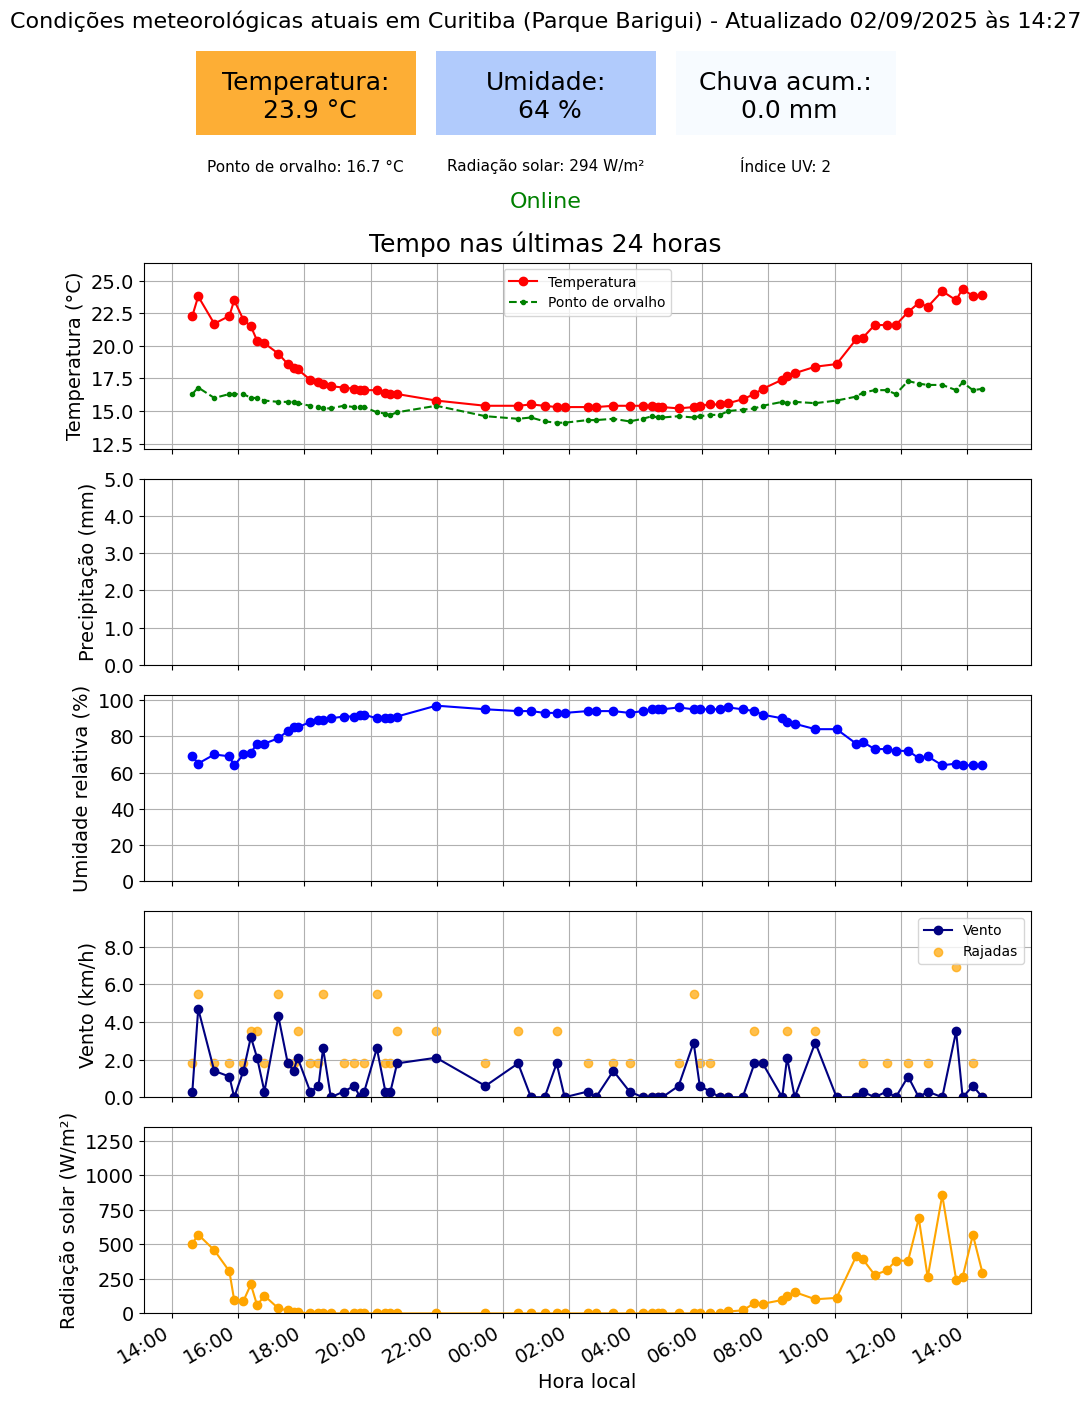 Condições meteorológicas atuais em Curitiba (Parque Barigui) - Atualizado 02/09/2025 às 14:27
Temperatura:
23.9 °C
Umidade:
64 %
Chuva acum.:
0.0 mm
Ponto de orvalho: 16.7 °C
Radiação solar: 294 W/m²
Índice UV: 2
Online
Tempo nas últimas 24 horas
Temperatura (°C)
25.0
22.5
20.0
17.5
15.0
12.5
Temperatura
Ponto de orvalho
Precipitação (mm)
5.0
4.0
3.0
2.0
1.0
0.0
Umidade relativa (%)
100
80
60
40
20
0
Vento (km/h)
8.0
6.0
4.0
2.0
0.0
Vento
Rajadas
Radiação solar (W/m²)
1250
1000
750
500
250
0
14:00
16:00
18:00
20:00
22:00
00:00
02:00
04:00
06:00
08:00
10:00
12:00
14:00
Hora local